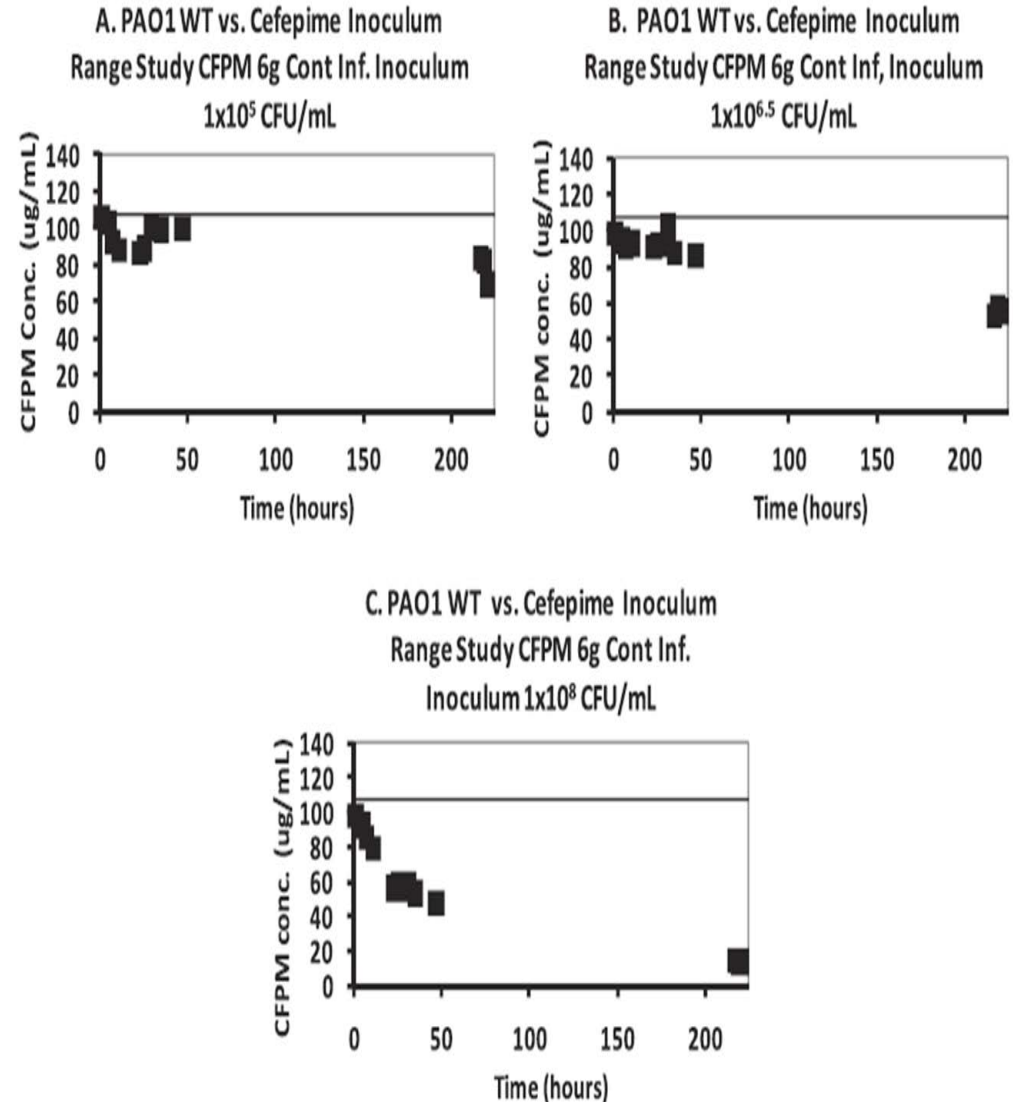 A. PAO1 WT vs. Cefepime Inoculum
Range Study CFPM 6g Cont Inf. Inoculum
1x10⁵ CFU/mL
CFPM Conc. (ug/mL)
140
120
100
80
60
40
20
0
0 50 100 150 200
Time (hours)
B. PAO1 WT vs. Cefepime Inoculum
Range Study CFPM 6g Cont Inf, Inoculum
1x10⁶·⁵ CFU/mL
CFPM conc. (ug/mL)
140
120
100
80
60
40
20
0
0 50 100 150 200
Time (hours)
C. PAO1 WT vs. Cefepime Inoculum
Range Study CFPM 6g Cont Inf.
Inoculum 1x10⁸ CFU/mL
CFPM conc. (ug/mL)
140
120
100
80
60
40
20
0
0 50 100 150 200
Time (hours)